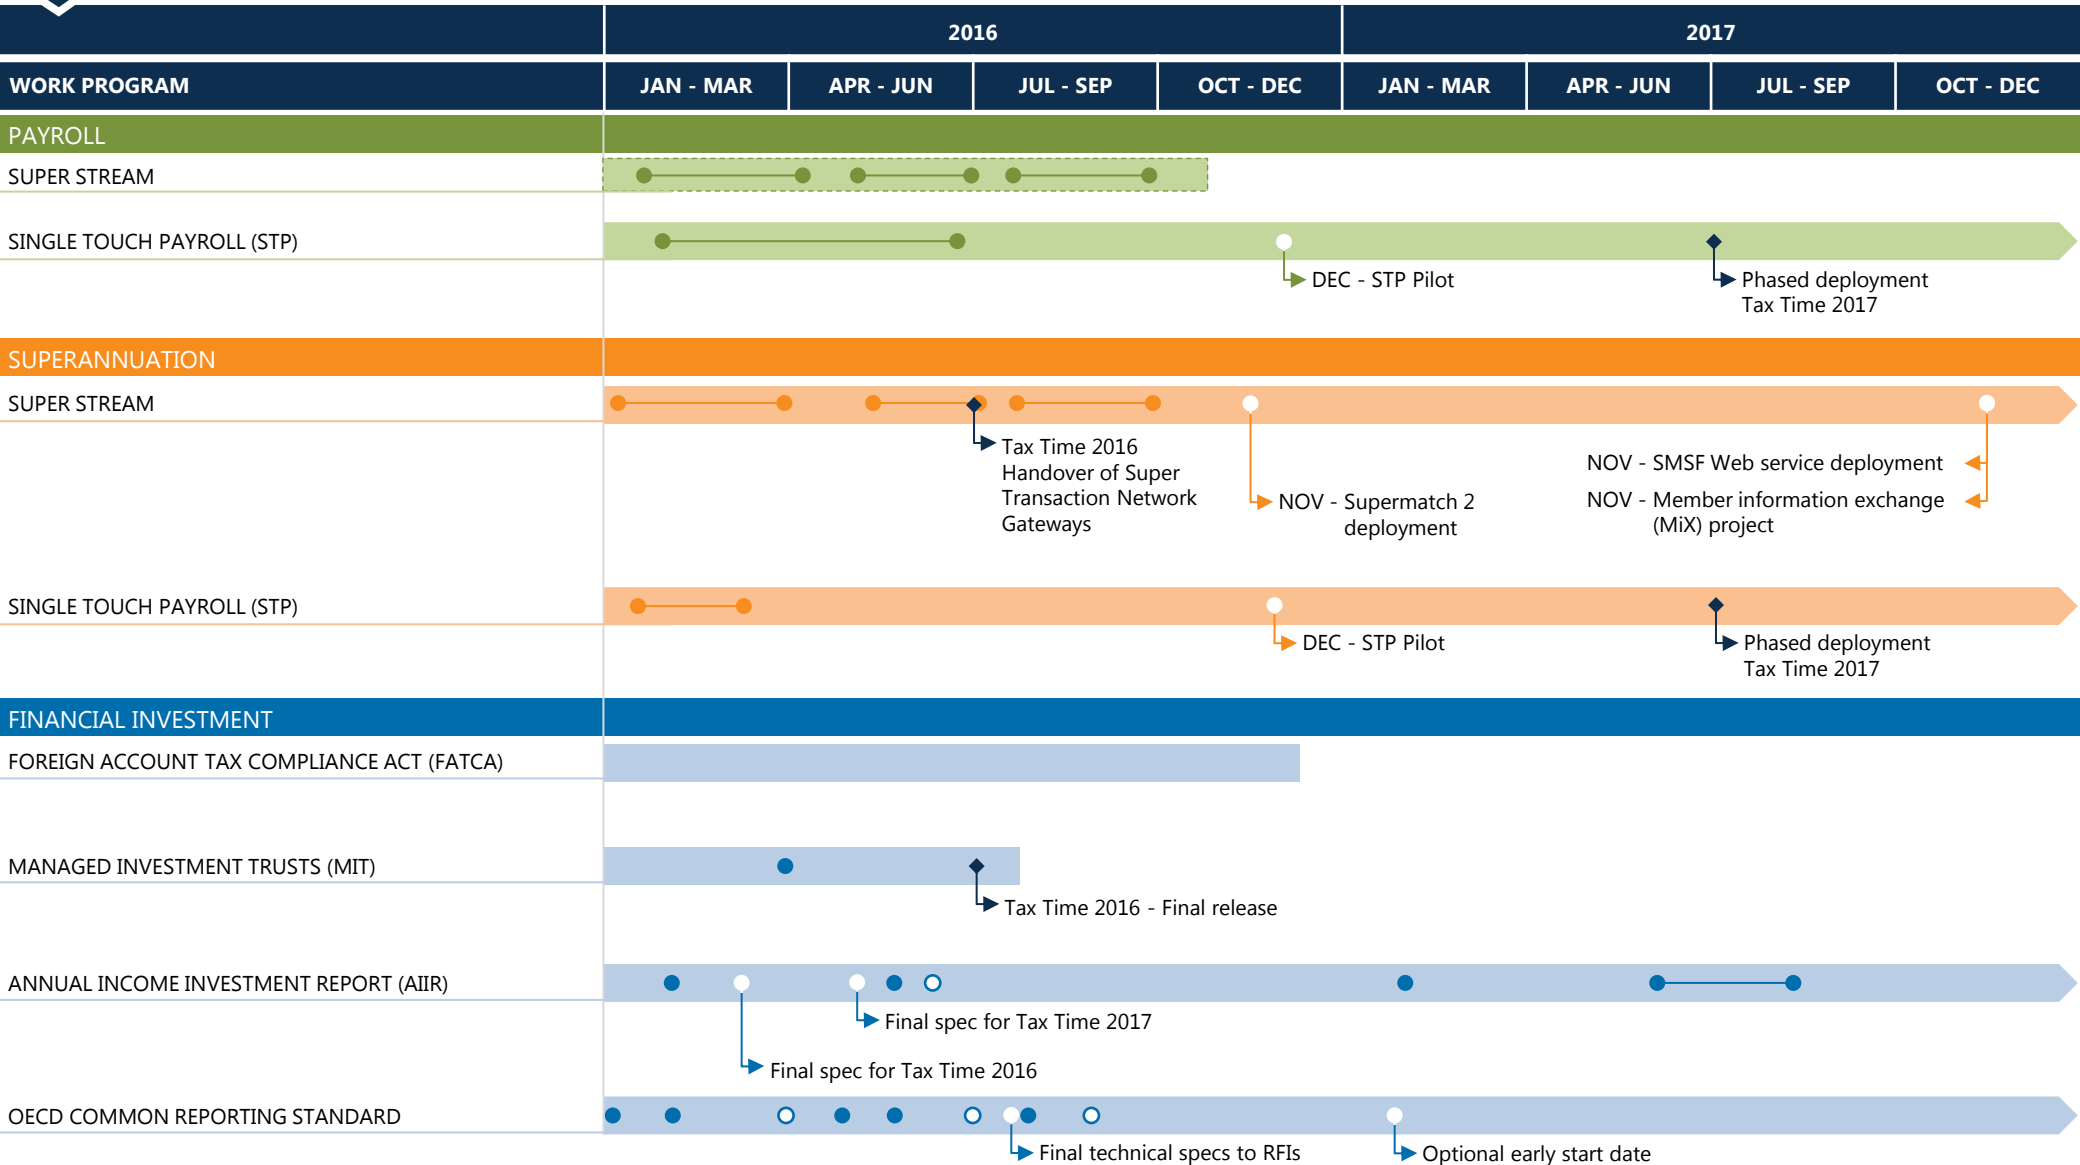 2016
2017
WORK PROGRAM
JAN - MAR
APR - JUN
JUL - SEP
OCT - DEC
JAN - MAR
APR - JUN
JUL - SEP
OCT - DEC
PAYROLL
SUPER STREAM
SINGLE TOUCH PAYROLL (STP)
DEC - STP Pilot
Phased deployment
Tax Time 2017
SUPERANNUATION
SUPER STREAM
Tax Time 2016
Handover of Super
Transaction Network
Gateways
NOV - Supermatch 2
deployment
NOV - SMSF Web service deployment
NOV - Member information exchange
(MiX) project
SINGLE TOUCH PAYROLL (STP)
DEC - STP Pilot
Phased deployment
Tax Time 2017
FINANCIAL INVESTMENT
FOREIGN ACCOUNT TAX COMPLIANCE ACT (FATCA)
MANAGED INVESTMENT TRUSTS (MIT)
Tax Time 2016 - Final release
ANNUAL INCOME INVESTMENT REPORT (AIIR)
Final spec for Tax Time 2017
Final spec for Tax Time 2016
OECD COMMON REPORTING STANDARD
Final technical specs to RFIs
Optional early start date